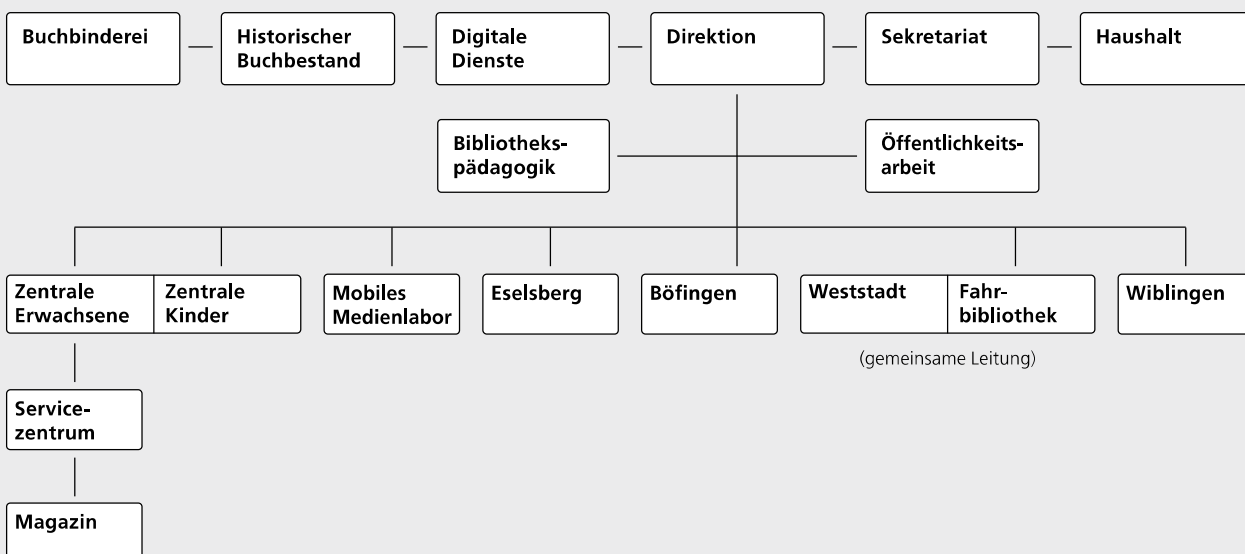 Buchbinderei
Historischer
Buchbestand
Digitale
Dienste
Direktion
Sekretariat
Haushalt
Bibliotheks-
pädagogik
Öffentlichkeits-
arbeit
Zentrale
Erwachsene
Zentrale
Kinder
Mobiles
Medienlabor
Eselsberg
Böfingen
Weststadt
Fahr-
bibliothek
Wiblingen
(gemeinsame Leitung)
Service-
zentrum
Magazin